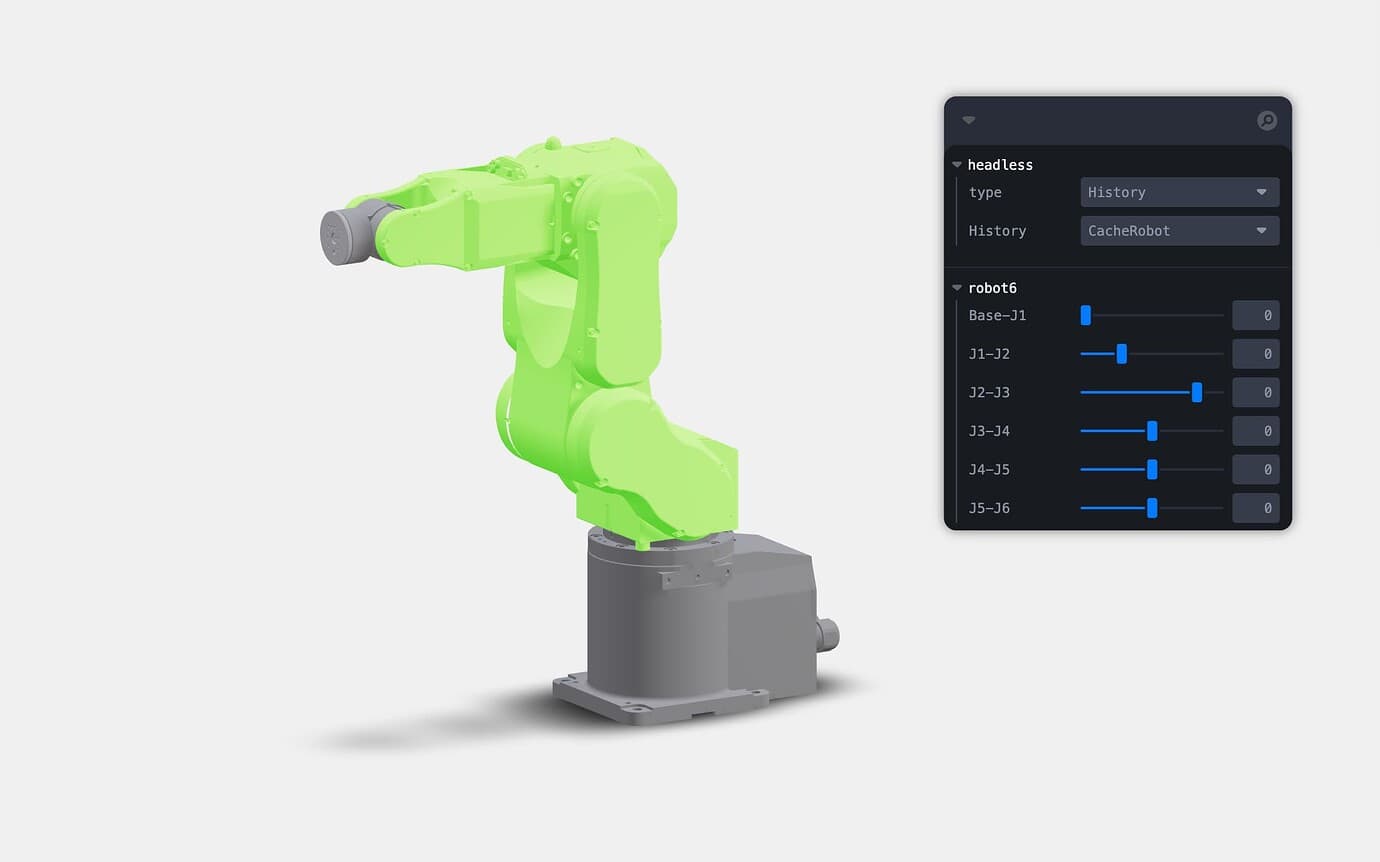 headless
type History
History CacheRobot
robot6
Base–J1 0
J1–J2 0
J2–J3 0
J3–J4 0
J4–J5 0
J5–J6 0